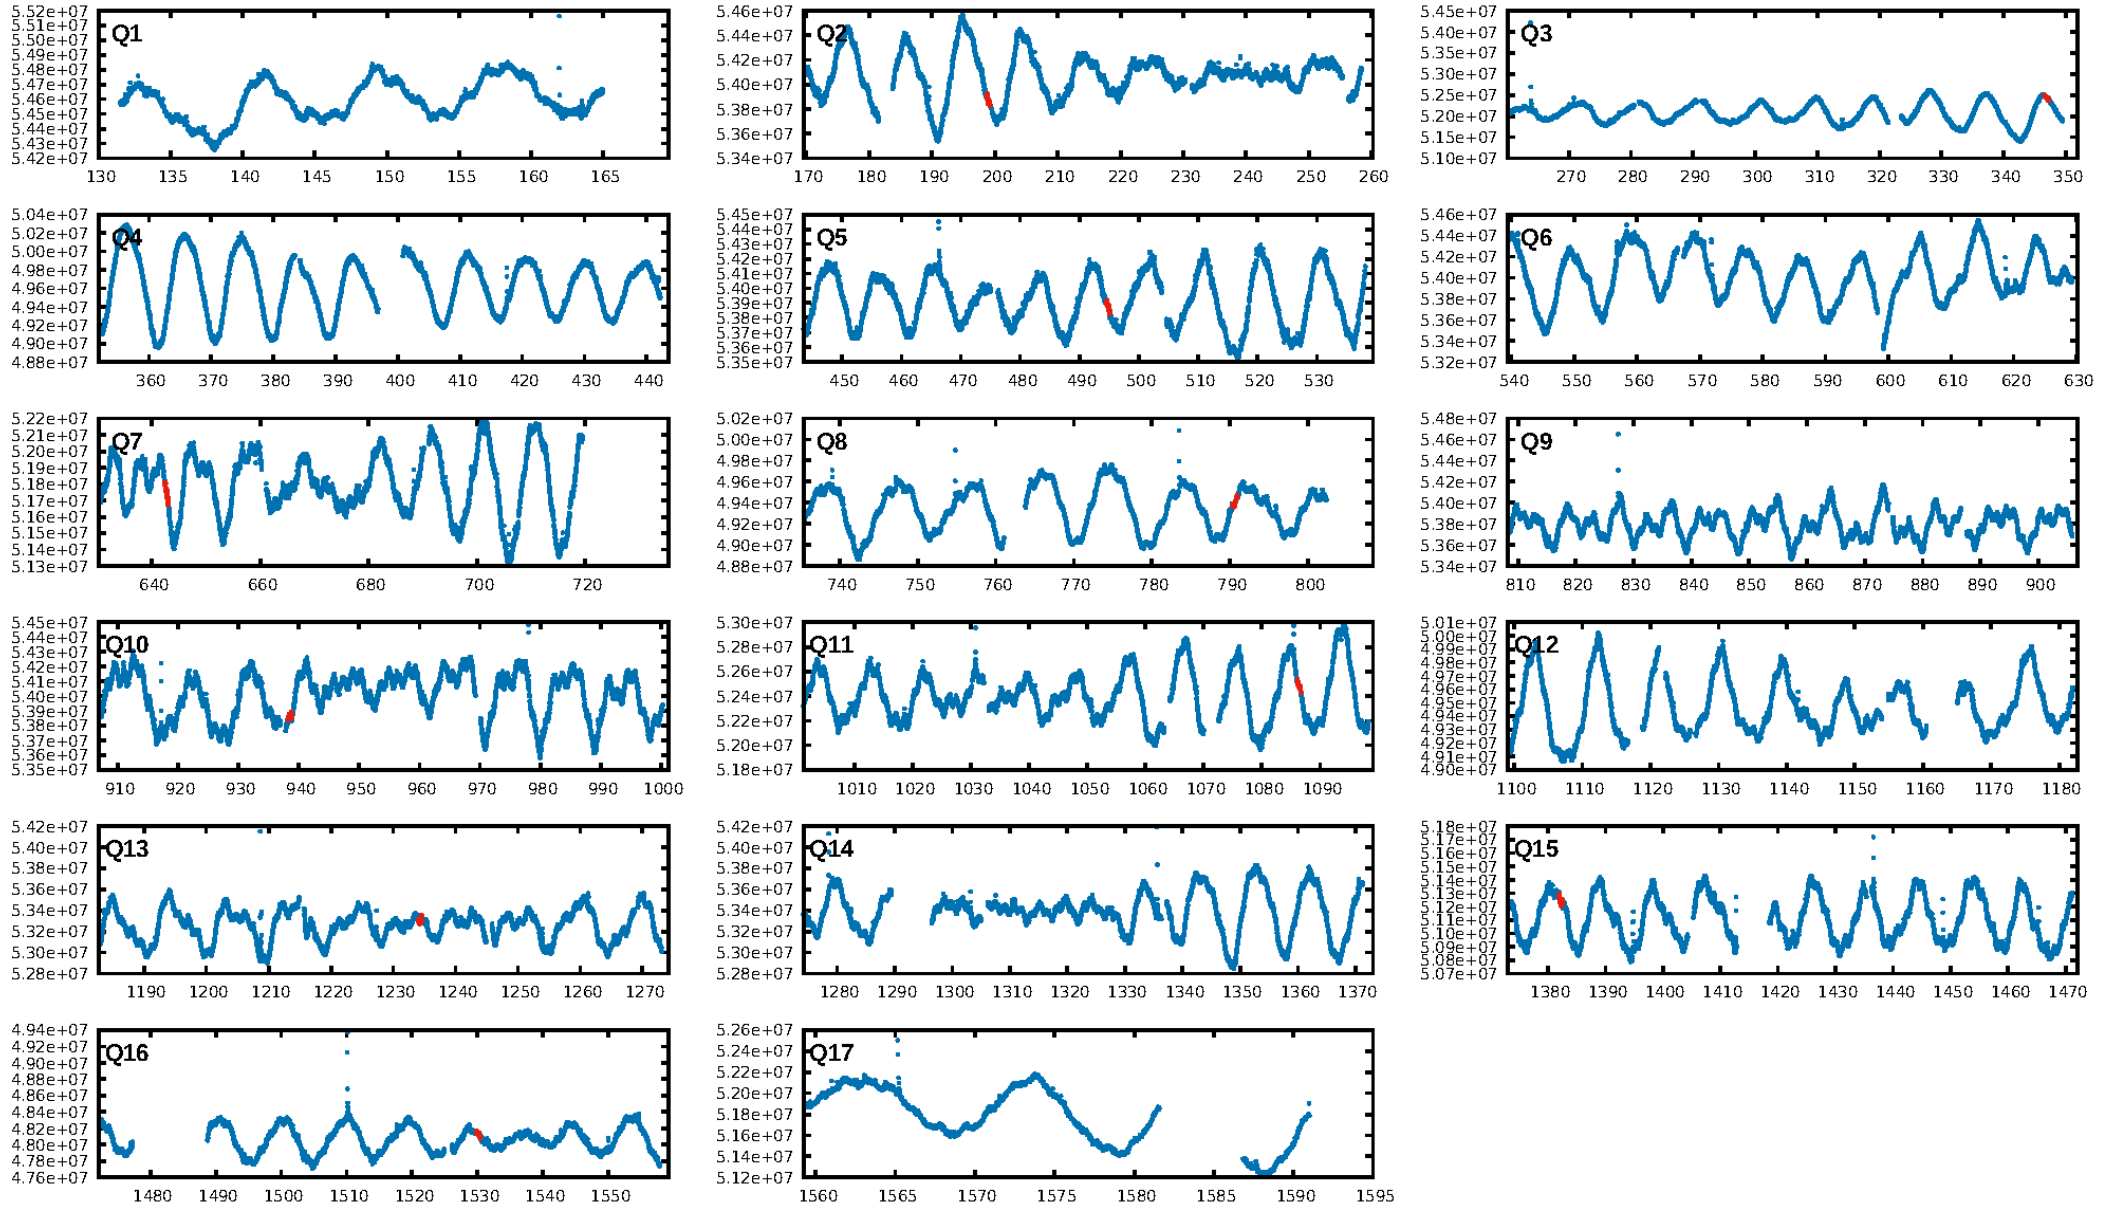 5.52e+07
5.51e+07
Q1
5.50e+07
5.49e+07
5.48e+07
5.47e+07
5.46e+07
5.45e+07
5.44e+07
5.43e+07
5.42e+07
130 135 140 145 150 155 160 165
5.46e+07
Q2
5.44e+07
5.42e+07
5.40e+07
5.38e+07
5.36e+07
5.34e+07
170 180 190 200 210 220 230 240 250 260
5.45e+07
Q3
5.40e+07
5.35e+07
5.30e+07
5.25e+07
5.20e+07
5.15e+07
5.10e+07
270 280 290 300 310 320 330 340 350
5.04e+07
Q4
5.02e+07
5.00e+07
4.98e+07
4.96e+07
4.94e+07
4.92e+07
4.90e+07
4.88e+07
360 370 380 390 400 410 420 430 440
5.45e+07
5.44e+07
Q5
5.43e+07
5.42e+07
5.41e+07
5.40e+07
5.39e+07
5.38e+07
5.37e+07
5.36e+07
5.35e+07
450 460 470 480 490 500 510 520 530
5.46e+07
Q6
5.44e+07
5.42e+07
5.40e+07
5.38e+07
5.36e+07
5.34e+07
5.32e+07
540 550 560 570 580 590 600 610 620 630
5.22e+07
Q7
5.21e+07
5.20e+07
5.19e+07
5.18e+07
5.17e+07
5.16e+07
5.15e+07
5.14e+07
5.13e+07
640 660 680 700 720
5.02e+07
Q8
5.00e+07
4.98e+07
4.96e+07
4.94e+07
4.92e+07
4.90e+07
4.88e+07
740 750 760 770 780 790 800
5.48e+07
Q9
5.46e+07
5.44e+07
5.42e+07
5.40e+07
5.38e+07
5.36e+07
5.34e+07
810 820 830 840 850 860 870 880 890 900
5.45e+07
5.44e+07
Q10
5.43e+07
5.42e+07
5.41e+07
5.40e+07
5.39e+07
5.38e+07
5.37e+07
5.36e+07
5.35e+07
910 920 930 940 950 960 970 980 990 1000
5.30e+07
Q11
5.28e+07
5.26e+07
5.24e+07
5.22e+07
5.20e+07
5.18e+07
1010 1020 1030 1040 1050 1060 1070 1080 1090
5.01e+07
5.00e+07
Q12
4.99e+07
4.98e+07
4.97e+07
4.96e+07
4.95e+07
4.94e+07
4.93e+07
4.92e+07
4.91e+07
4.90e+07
1100 1110 1120 1130 1140 1150 1160 1170 1180
5.42e+07
Q13
5.40e+07
5.38e+07
5.36e+07
5.34e+07
5.32e+07
5.30e+07
5.28e+07
1190 1200 1210 1220 1230 1240 1250 1260 1270
5.42e+07
Q14
5.40e+07
5.38e+07
5.36e+07
5.34e+07
5.32e+07
5.30e+07
5.28e+07
1280 1290 1300 1310 1320 1330 1340 1350 1360 1370
5.18e+07
5.17e+07
Q15
5.16e+07
5.15e+07
5.14e+07
5.13e+07
5.12e+07
5.11e+07
5.10e+07
5.09e+07
5.08e+07
5.07e+07
1380 1390 1400 1410 1420 1430 1440 1450 1460 1470
4.94e+07
4.92e+07
Q16
4.90e+07
4.88e+07
4.86e+07
4.84e+07
4.82e+07
4.80e+07
4.78e+07
4.76e+07
1480 1490 1500 1510 1520 1530 1540 1550
5.26e+07
Q17
5.24e+07
5.22e+07
5.20e+07
5.18e+07
5.16e+07
5.14e+07
5.12e+07
1560 1565 1570 1575 1580 1585 1590 1595